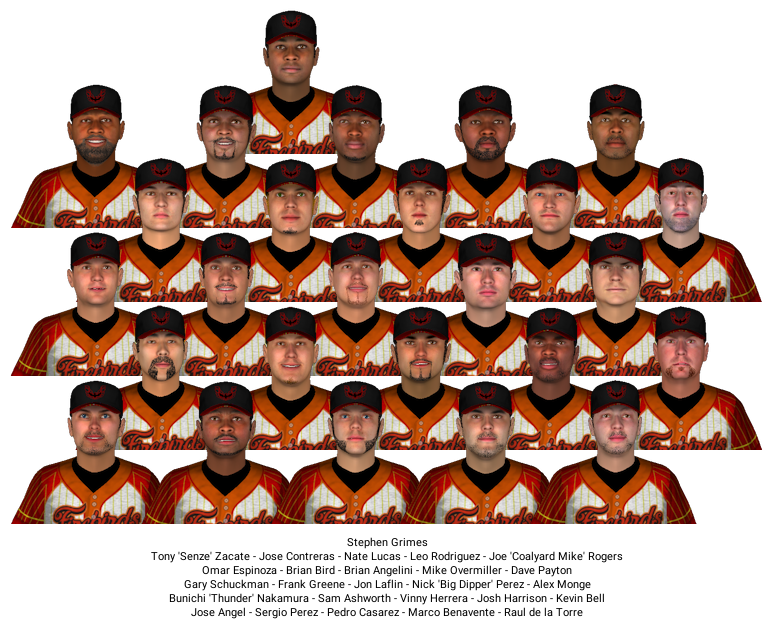 Stephen Grimes
Tony 'Senze' Zacate - Jose Contreras - Nate Lucas - Leo Rodriguez - Joe 'Coalyard Mike' Rogers
Omar Espinoza - Brian Bird - Brian Angelini - Mike Overmiller - Dave Payton
Gary Schuckman - Frank Greene - Jon Laflin - Nick 'Big Dipper' Perez - Alex Monge
Bunichi 'Thunder' Nakamura - Sam Ashworth - Vinny Herrera - Josh Harrison - Kevin Bell
Jose Angel - Sergio Perez - Pedro Casarez - Marco Benavente - Raul de la Torre